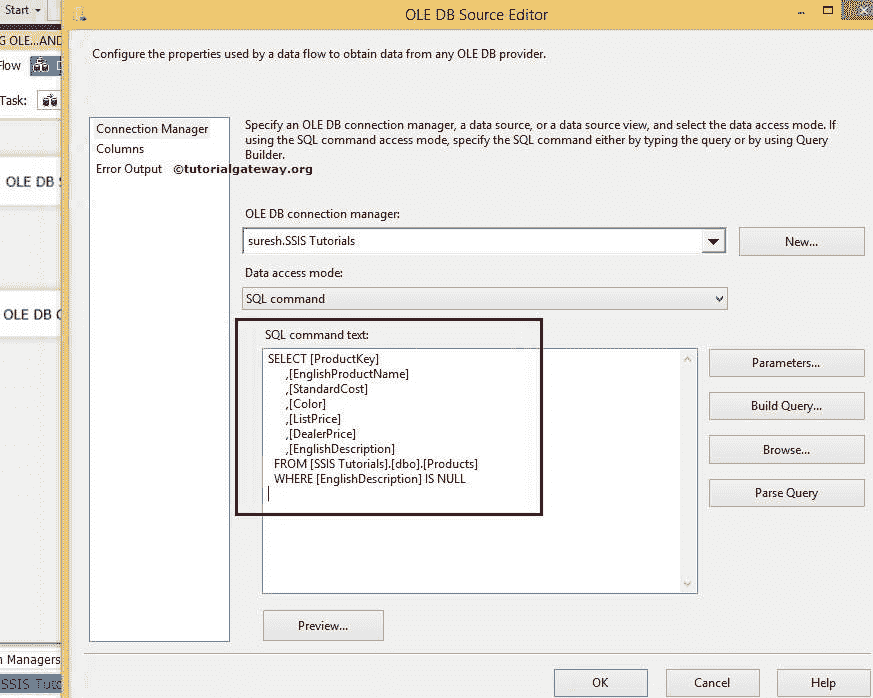 Start
OLE DB Source Editor
G OLE...AND
Flow
Task:
OLE DB
OLE DB
n Managers
SSIS Tuto
Configure the properties used by a data flow to obtain data from any OLE DB provider.
Connection Manager
Columns
Error Output
©tutorialgateway.org
Specify an OLE DB connection manager, a data source, or a data source view, and select the data access mode. If
using the SQL command access mode, specify the SQL command either by typing the query or by using Query
Builder.
OLE DB connection manager:
suresh.SSIS Tutorials
New...
Data access mode:
SQL command
SQL command text:
SELECT [ProductKey]
,[EnglishProductName]
,[StandardCost]
,[Color]
,[ListPrice]
,[DealerPrice]
,[EnglishDescription]
FROM [SSIS Tutorials].[dbo].[Products]
WHERE [EnglishDescription] IS NULL
Parameters...
Build Query...
Browse...
Parse Query
Preview...
OK
Cancel
Help